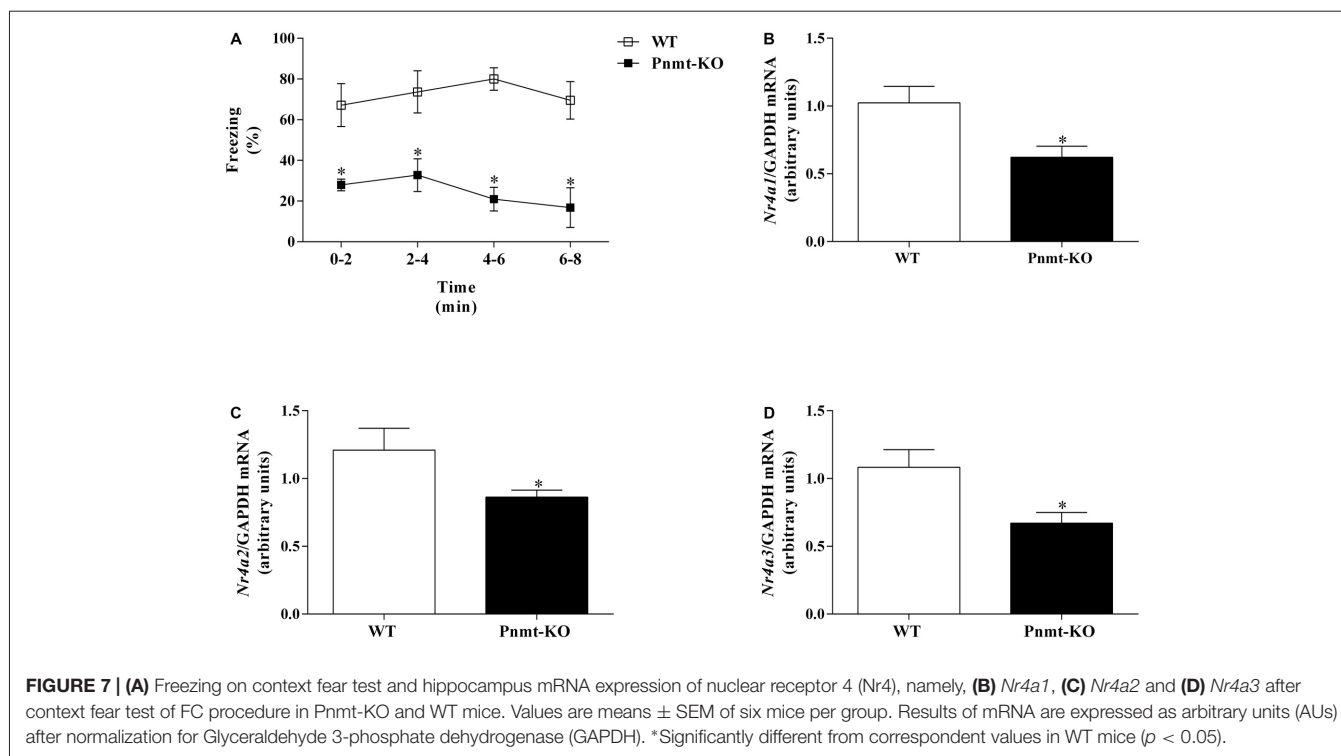 A
100
80
60
40
20
0
Freezing
(%)
*
*
*
*
0-2
2-4
4-6
6-8
Time
(min)
WT
Pnmt-KO
B
1.5
1.0
0.5
0.0
Nr4a1/GAPDH mRNA
(arbitrary units)
*
WT
Pnmt-KO
C
1.5
1.0
0.5
0.0
Nr4a2/GAPDH mRNA
(arbitrary units)
*
WT
Pnmt-KO
D
1.5
1.0
0.5
0.0
Nr4a3/GAPDH mRNA
(arbitrary units)
*
WT
Pnmt-KO
FIGURE 7 | (A) Freezing on context fear test and hippocampus mRNA expression of nuclear receptor 4 (Nr4), namely, (B) Nr4a1, (C) Nr4a2 and (D) Nr4a3 after
context fear test of FC procedure in Pnmt-KO and WT mice. Values are means ± SEM of six mice per group. Results of mRNA are expressed as arbitrary units (AUs)
after normalization for Glyceraldehyde 3-phosphate dehydrogenase (GAPDH). *Significantly different from correspondent values in WT mice (p < 0.05).